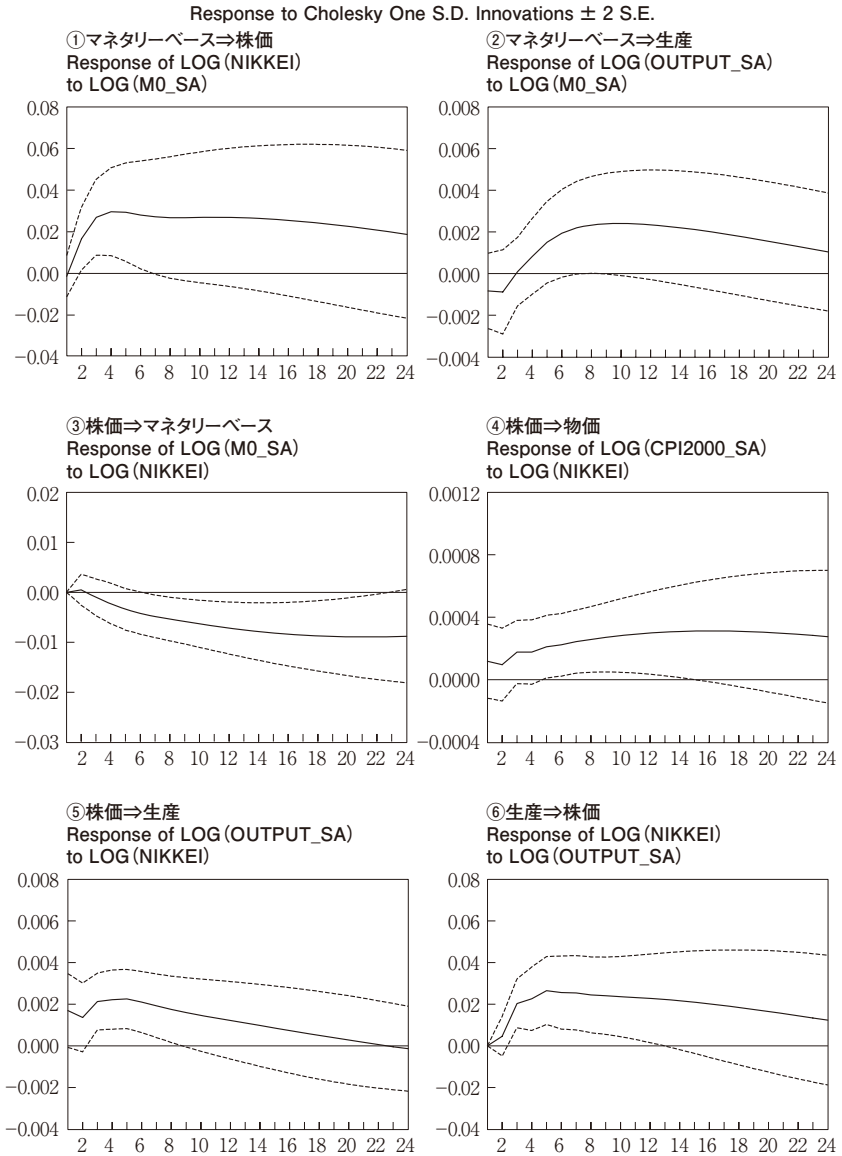 Response to Cholesky One S.D. Innovations ± 2 S.E.
①マネタリーベース⇒株価
Response of LOG(NIKKEI)
to LOG(M0_SA)
0.08
0.06
0.04
0.02
0.00
−0.02
−0.04
2 4 6 8 10 12 14 16 18 20 22 24
②マネタリーベース⇒生産
Response of LOG(OUTPUT_SA)
to LOG(M0_SA)
0.008
0.006
0.004
0.002
0.000
−0.002
−0.004
2 4 6 8 10 12 14 16 18 20 22 24
③株価⇒マネタリーベース
Response of LOG(M0_SA)
to LOG(NIKKEI)
0.02
0.01
0.00
−0.01
−0.02
−0.03
2 4 6 8 10 12 14 16 18 20 22 24
④株価⇒物価
Response of LOG(CPI2000_SA)
to LOG(NIKKEI)
0.0012
0.0008
0.0004
0.0000
−0.0004
2 4 6 8 10 12 14 16 18 20 22 24
⑤株価⇒生産
Response of LOG(OUTPUT_SA)
to LOG(NIKKEI)
0.008
0.006
0.004
0.002
0.000
−0.002
−0.004
2 4 6 8 10 12 14 16 18 20 22 24
⑥生産⇒株価
Response of LOG(NIKKEI)
to LOG(OUTPUT_SA)
0.08
0.06
0.04
0.02
0.00
−0.02
−0.04
2 4 6 8 10 12 14 16 18 20 22 24